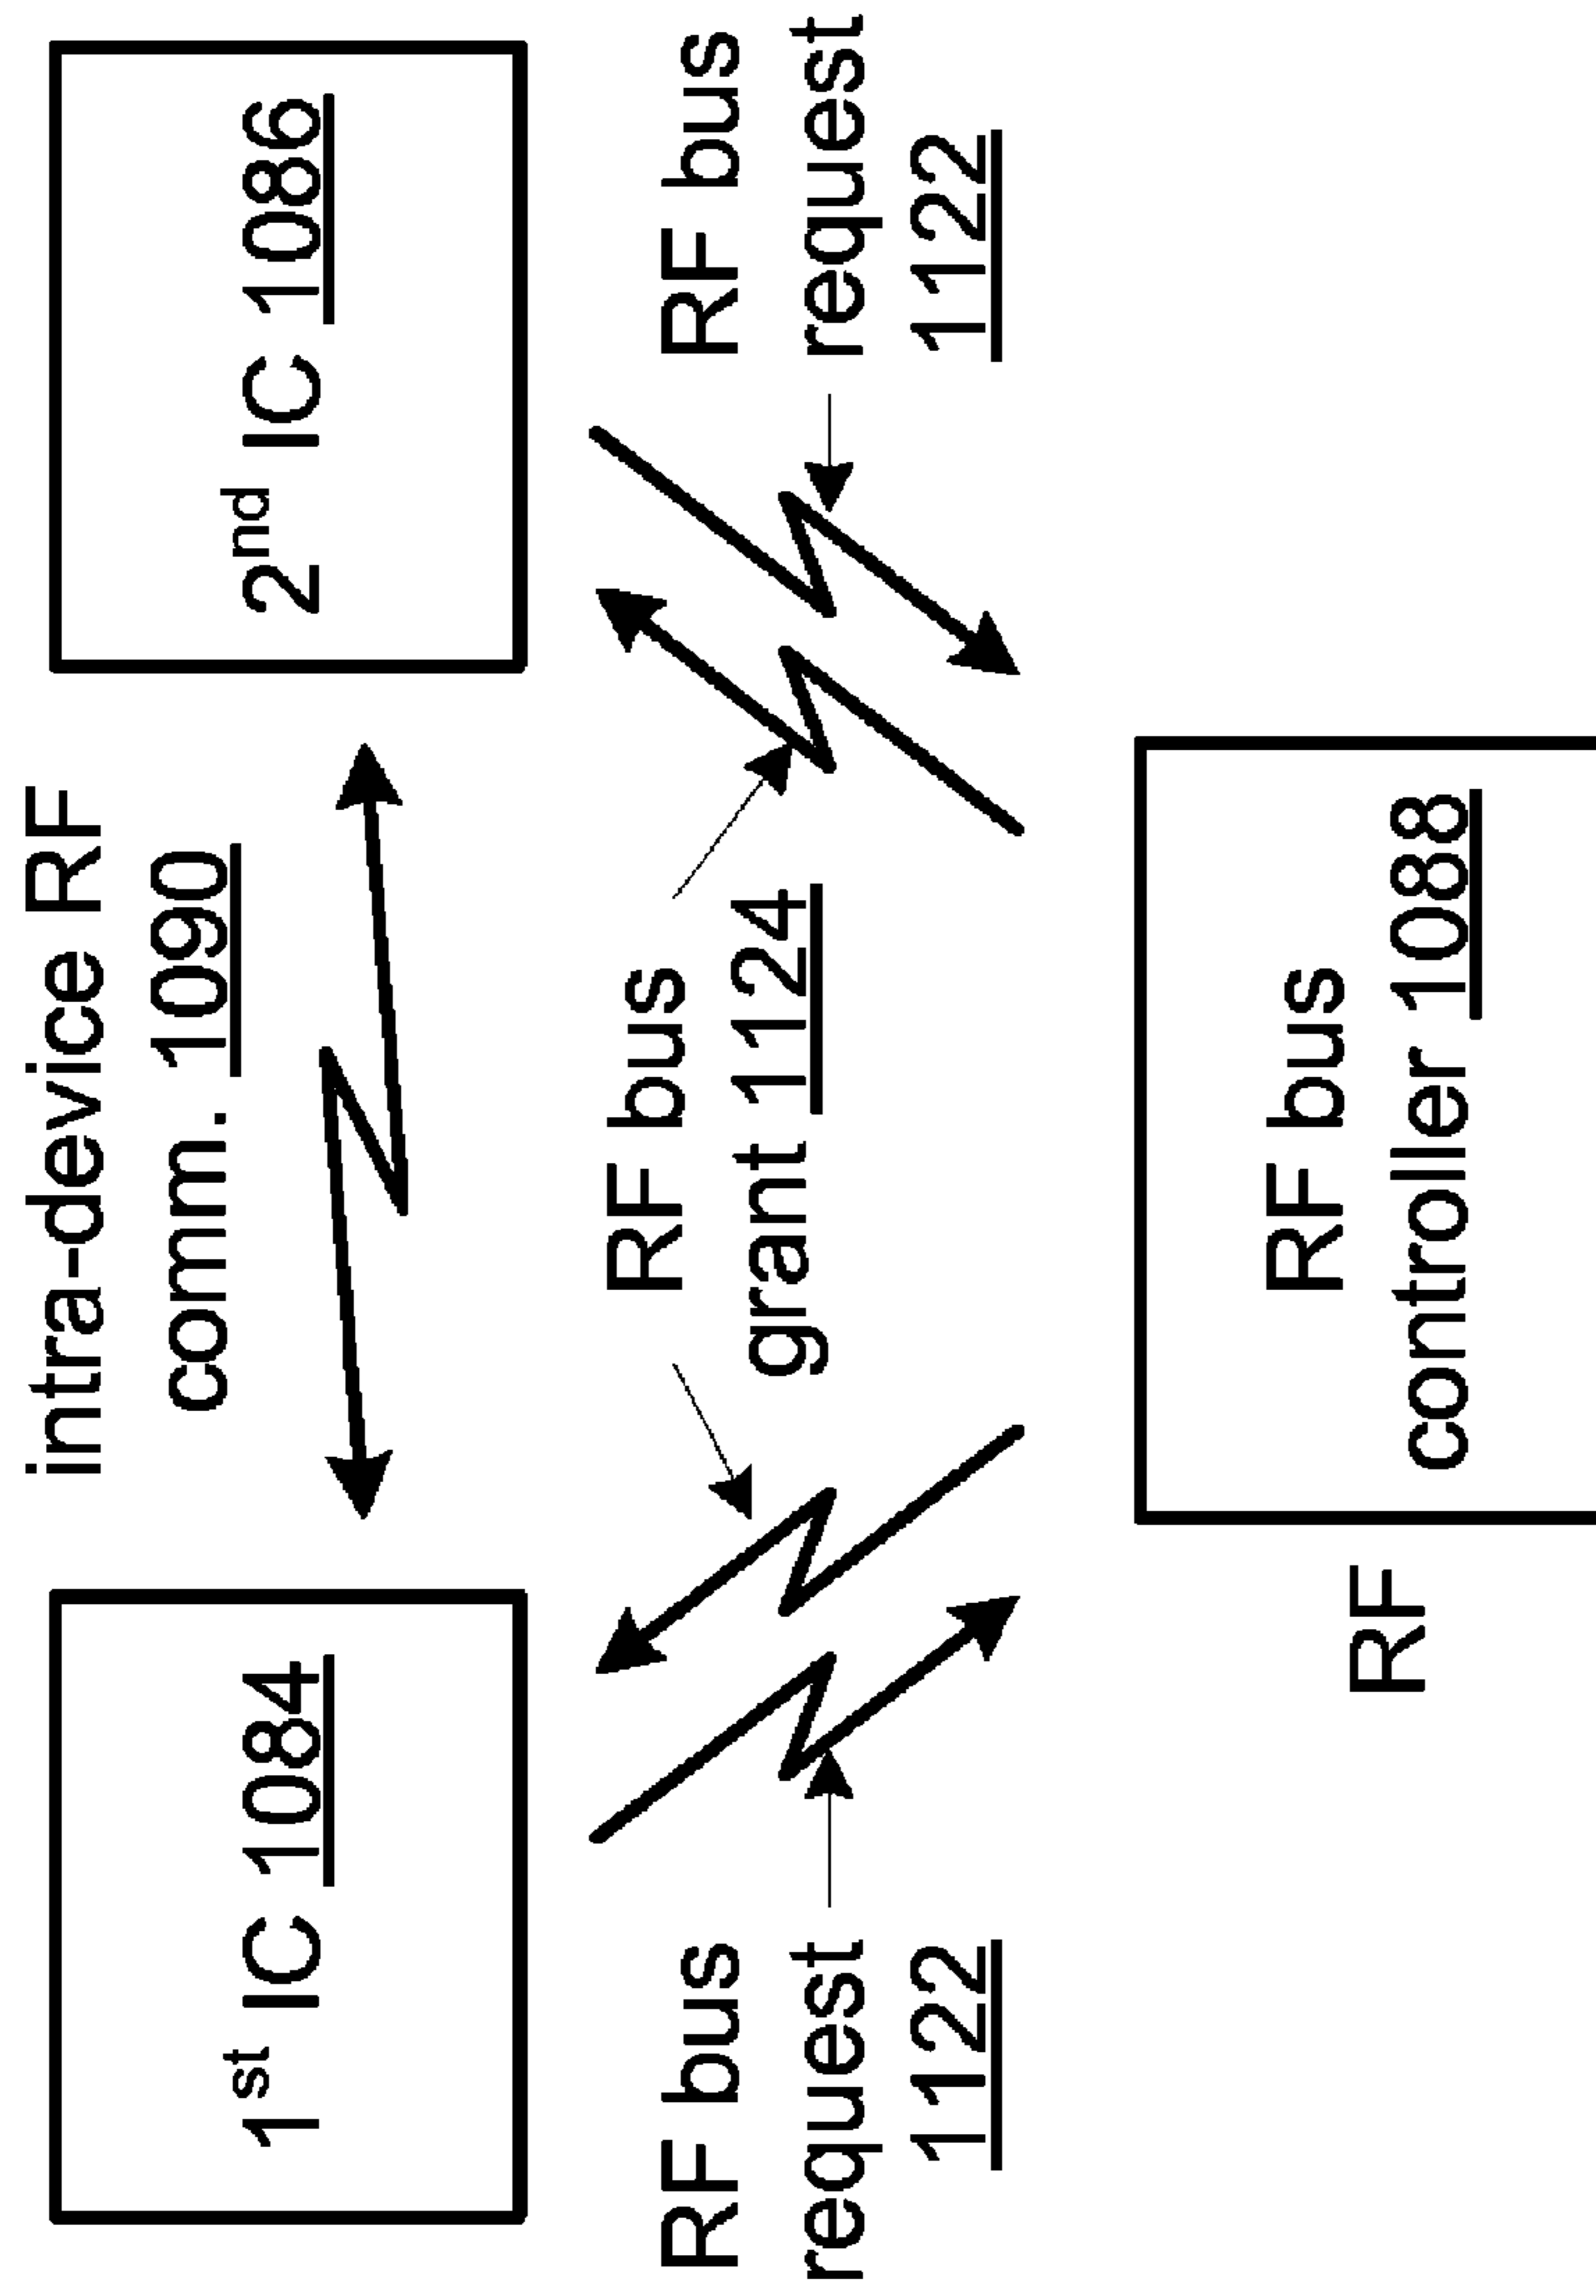 intra-device RF
comm. 1090
1st IC 1084
2nd IC 1086
RF bus
request
1122
RF bus
grant 1124
RF bus
request
1122
RF bus
controller 1088
RF